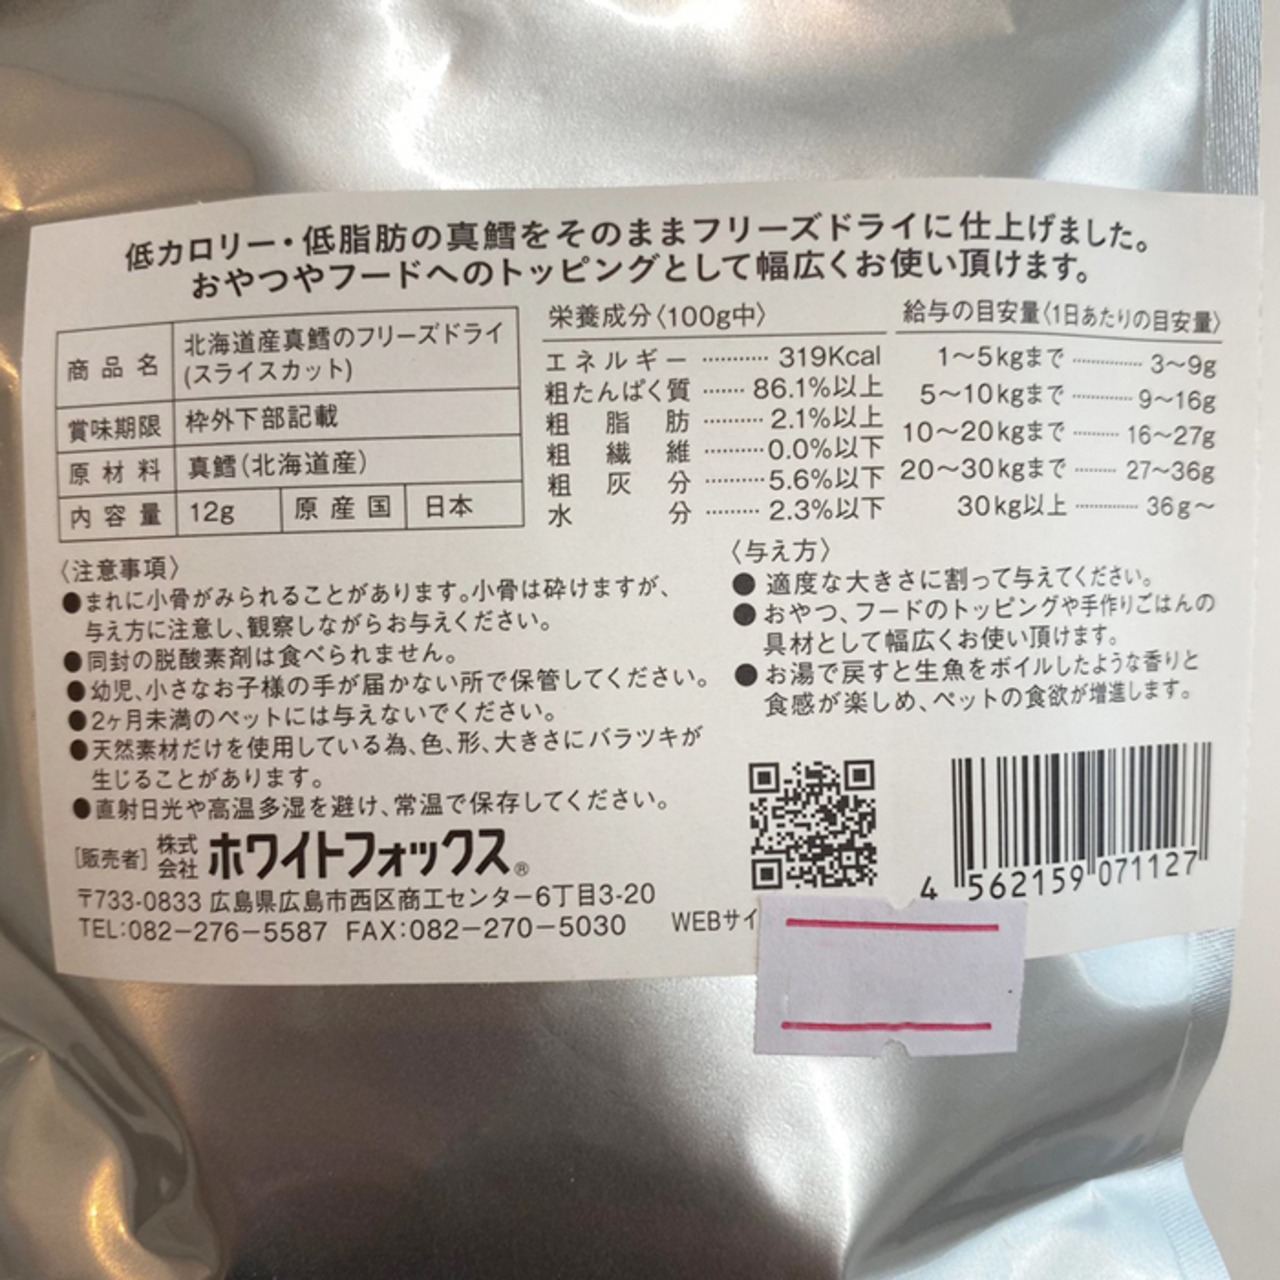 低カロリー・低脂肪の真鱈をそのままフリーズドライに仕上げました。
おやつやフードへのトッピングとして幅広くお使い頂けます。
商品名 北海道産真鱈のフリーズドライ
(スライスカット)
賞味期限 枠外下部記載
原材料 真鱈(北海道産)
内容量 12g 原産国 日本
栄養成分〈100g中〉
エネルギー ………… 319Kcal
粗たんぱく質 ……… 86.1%以上
粗脂肪 ………… 2.1%以上
粗繊維 ………… 0.0%以下
粗灰分 ………… 5.6%以下
水分 ………… 2.3%以下
給与の目安量〈1日あたりの目安量〉
1〜5kgまで ………… 3〜9g
5〜10kgまで ………… 9〜16g
10〜20kgまで ……… 16〜27g
20〜30kgまで ……… 27〜36g
30kg以上 ………… 36g〜
〈注意事項〉
●まれに小骨がみられることがあります。小骨は砕けますが、
与え方に注意し、観察しながらお与えください。
●同封の脱酸素剤は食べられません。
●幼児、小さなお子様の手が届かない所で保管してください。
●2ヶ月未満のペットには与えないでください。
●天然素材だけを使用している為、色、形、大きさにバラツキが
生じることがあります。
●直射日光や高温多湿を避け、常温で保存してください。
〈与え方〉
●適度な大きさに割って与えてください。
●おやつ、フードのトッピングや手作りごはんの
具材として幅広くお使い頂けます。
●お湯で戻すと生魚をボイルしたような香りと
食感が楽しめ、ペットの食欲が増進します。
[販売者] 株式会社 ホワイトフォックス®
〒733-0833 広島県広島市西区商工センター6丁目3-20
TEL:082-276-5587 FAX:082-270-5030 WEBサイ
4 562159 071127